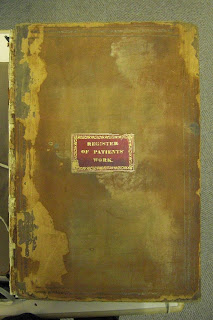 REGISTER
OF PATIENTS'
WORK.